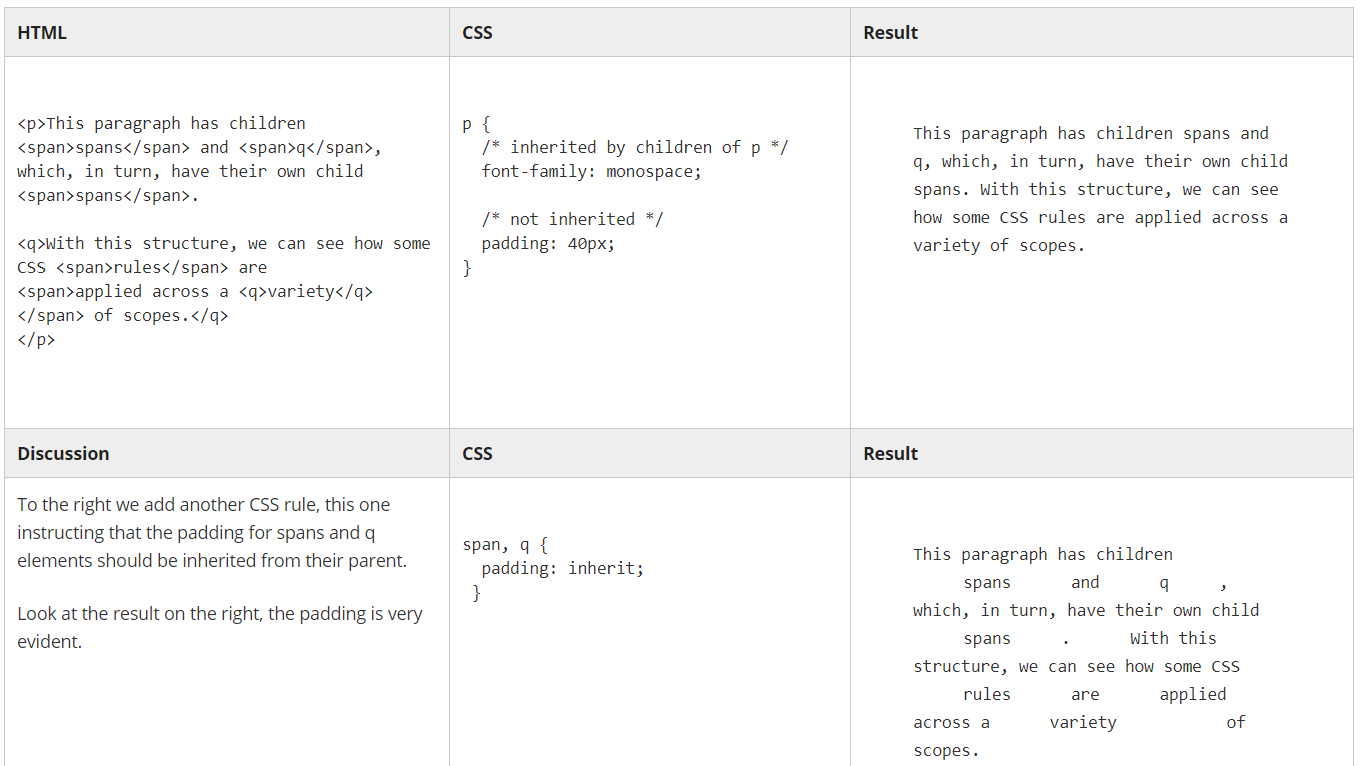 HTML
CSS
Result
<p>This paragraph has children
<span>spans</span> and <span>q</span>,
which, in turn, have their own child
<span>spans</span>.
<q>With this structure, we can see how some
CSS <span>rules</span> are
<span>applied across a <q>variety</q>
</span> of scopes.</q>
</p>
p {
/* inherited by children of p */
font-family: monospace;
/* not inherited */
padding: 40px;
}
This paragraph has children spans and
q, which, in turn, have their own child
spans. With this structure, we can see
how some CSS rules are applied across a
variety of scopes.
Discussion
CSS
Result
To the right we add another CSS rule, this one
instructing that the padding for spans and q
elements should be inherited from their parent.
Look at the result on the right, the padding is very
evident.
span, q {
padding: inherit;
}
This paragraph has children
spans and q ,
which, in turn, have their own child
spans . With this
structure, we can see how some CSS
rules are applied
across a variety of
scopes.